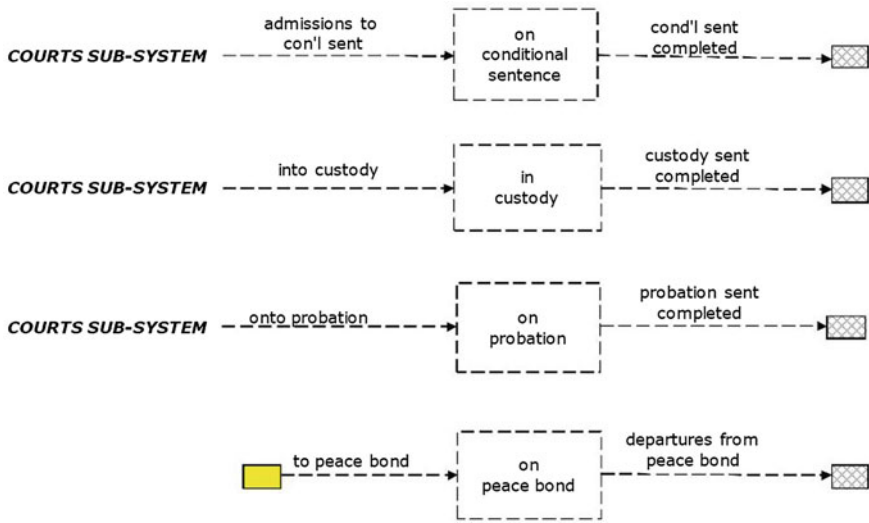 admissions to
con'l sent
COURTS SUB-SYSTEM
on
conditional
sentence
cond'l sent
completed
into custody
COURTS SUB-SYSTEM
in
custody
custody sent
completed
onto probation
COURTS SUB-SYSTEM
on
probation
probation sent
completed
to peace bond
on
peace bond
departures from
peace bond